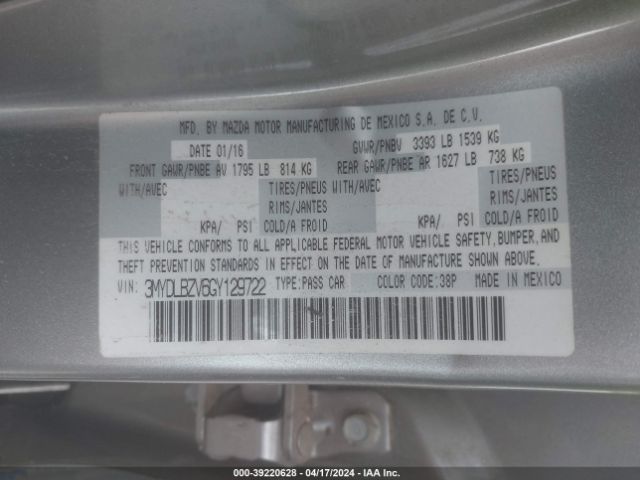 MFD. BY MAZDA MOTOR MANUFACTURING DE MEXICO S.A. DE C.V.
DATE 01/16 GVWR/PNBV 3393 LB 1539 KG
FRONT GAWR/PNBE AV 1795 LB 814 KG REAR GAWR/PNBE AR 1627 LB 738 KG
WITH/AVEC TIRES/PNEUS WITH/AVEC TIRES/PNEUS
RIMS/JANTES RIMS/JANTES
KPA/ PSI COLD/A FROID KPA/ PSI COLD/A FROID
THIS VEHICLE CONFORMS TO ALL APPLICABLE FEDERAL MOTOR VEHICLE SAFETY, BUMPER, AND
THEFT PREVENTION STANDARDS IN EFFECT ON THE DATE OF MANUFACTURE SHOWN ABOVE.
VIN: 3MYDLBZV6GY129722 TYPE: PASS CAR COLOR CODE: 38P MADE IN MEXICO
000-39220628 - 04/17/2024 - IAA Inc.